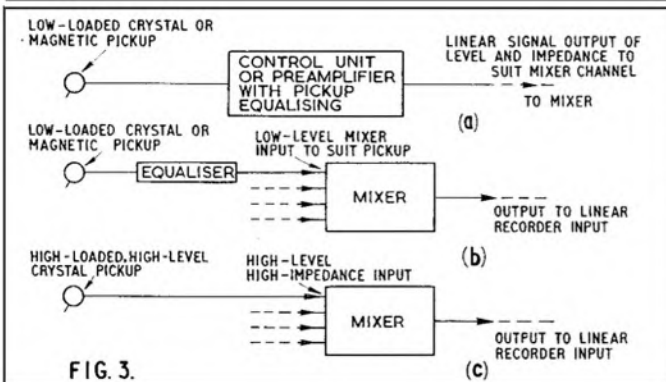 LOW-LOADED CRYSTAL OR
MAGNETIC PICKUP
CONTROL UNIT
OR PREAMPLIFIER
WITH PICKUP
EQUALISING
LINEAR SIGNAL OUTPUT OF
LEVEL AND IMPEDANCE TO
SUIT MIXER CHANNEL
TO MIXER
(a)
LOW-LOADED CRYSTAL OR
MAGNETIC PICKUP
EQUALISER
LOW-LEVEL MIXER
INPUT TO SUIT PICKUP
MIXER
OUTPUT TO LINEAR
RECORDER INPUT
(b)
HIGH-LOADED, HIGH-LEVEL
CRYSTAL PICKUP
HIGH-LEVEL
HIGH-IMPEDANCE INPUT
MIXER
OUTPUT TO LINEAR
RECORDER INPUT
(c)
FIG. 3.